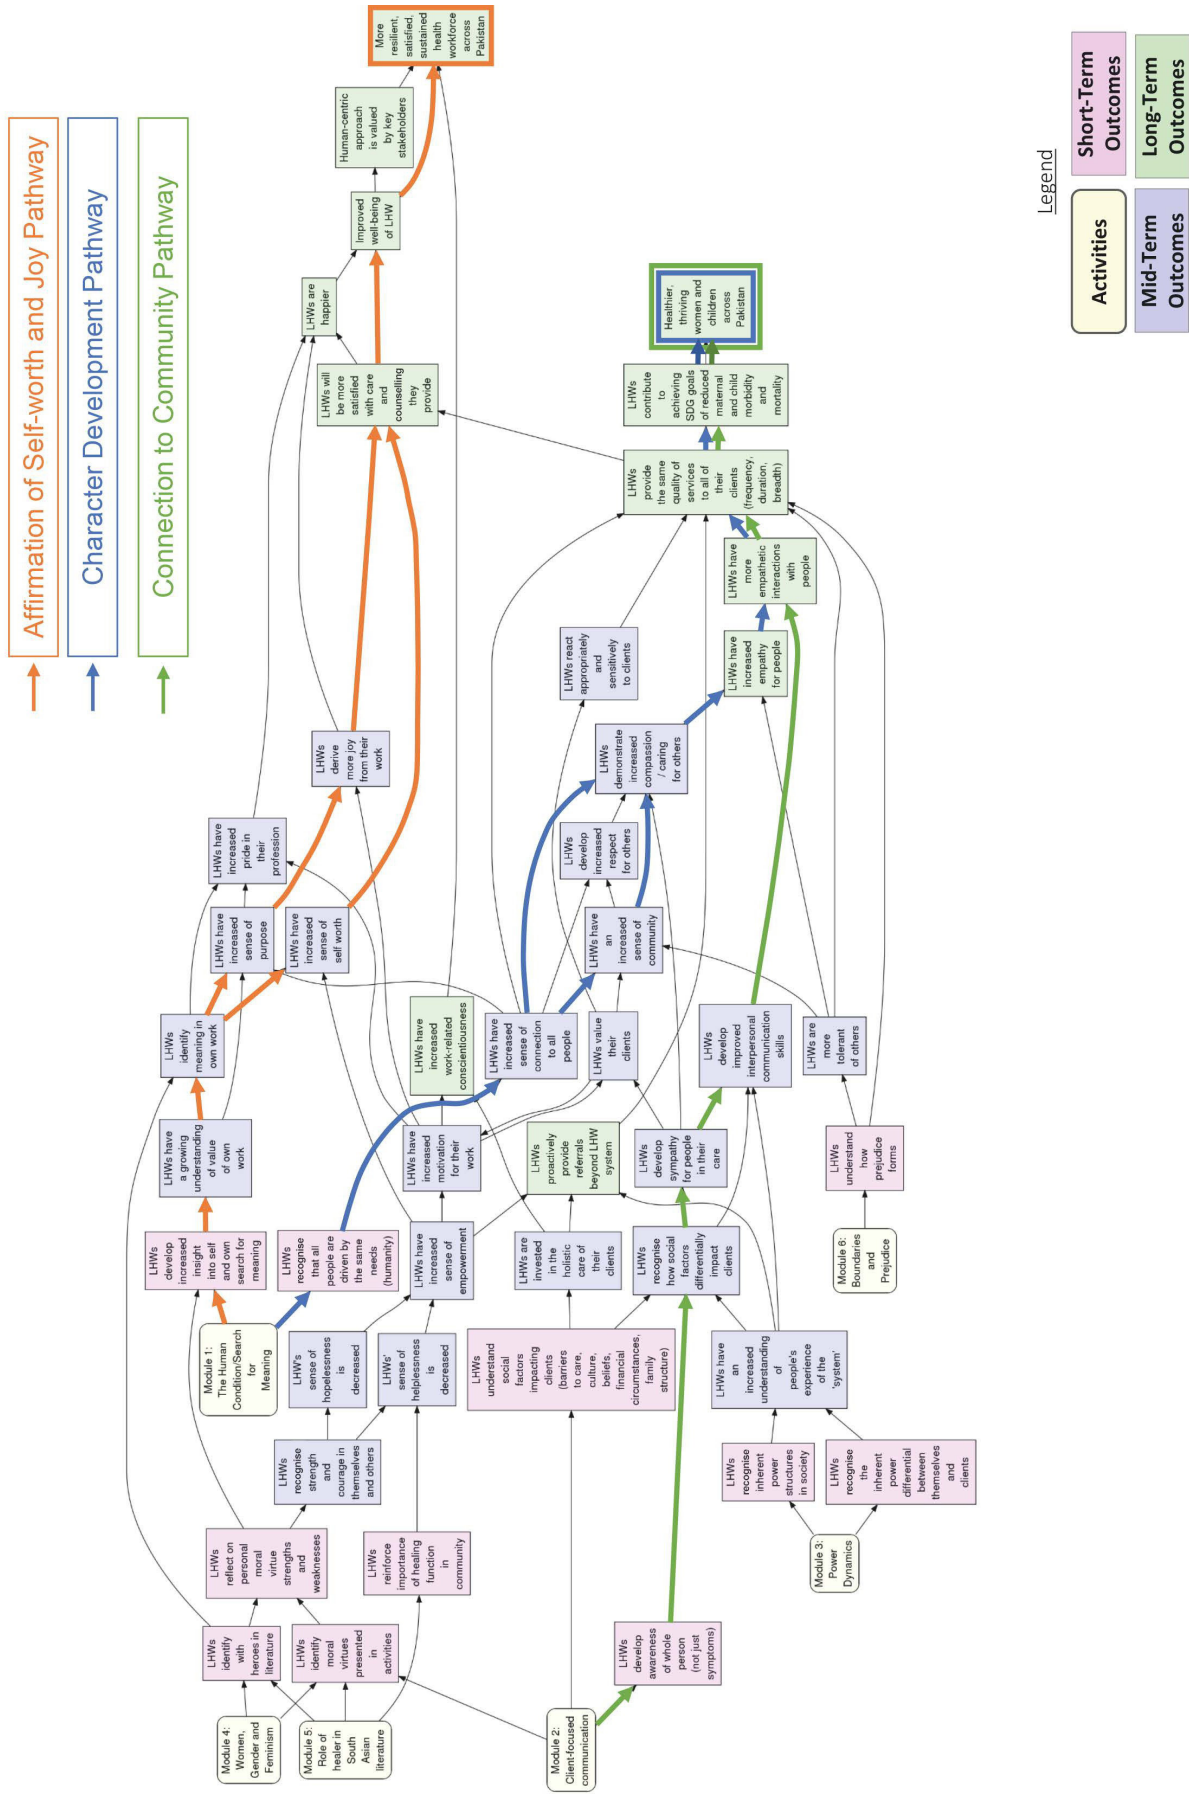 Affirmation of Self-worth and Joy Pathway
Character Development Pathway
Connection to Community Pathway
Module 4:
Women,
Gender and
Feminism
Module 5:
Role of
healer in
South
Asian
literature
Module 2:
Client-focused
communication
LHWs
identify
with
heroes in
literature
LHWs
identify
moral
virtues
presented
in
activities
LHWs
develop
awareness
of whole
person
(not just
symptoms)
LHWs
reflect on
personal
moral
virtue
strengths
and
weaknesses
LHWs
reinforce
importance
of healing
function
in
community
Module 3:
Power
Dynamics
LHWs
recognise
strength
and
courage in
themselves
and others
LHWs
recognise
inherent
power
structures
in society
LHWs
recognise
the
inherent
power
differential
between
themselves
and
clients
Module 1:
The Human
Condition/Search
for
Meaning
LHW's
sense of
hopelessness
is
decreased
LHWs'
sense of
helplessness
is
decreased
LHWs
understand
social
factors
impacting
clients
(barriers
to care,
culture,
beliefs,
financial
circumstances,
family
structure)
LHWs have
an
increased
understanding
of
people's
experience
of the
'system'
LHWs
develop
increased
insight
into self
and own
search for
meaning
LHWs
recognise
that all
people are
driven by
the same
needs
(humanity)
LHWs have
increased
sense of
empowerment
LHWs are
invested
in the
holistic
care of
their
clients
LHWs
recognise
how social
factors
differentially
impact
clients
Module 6:
Boundaries
and
Prejudice
LHWs have
a growing
understanding
of value
of own
work
LHWs have
increased
motivation
for their
work
LHWs
proactively
provide
referrals
beyond LHW
system
LHWs
develop
sympathy
for people
in their
care
LHWs
understand
how
prejudice
forms
LHWs
identify
meaning in
own work
LHWs have
increased
work-related
conscientiousness
LHWs have
increased
sense of
connection
to all
people
LHWs value
their
clients
LHWs
develop
improved
interpersonal
communication
skills
LHWs are
more
tolerant
of others
LHWs have
increased
sense of
purpose
LHWs have
increased
sense of
self worth
LHWs have
an
increased
sense of
community
LHWs have
increased
pride in
their
profession
LHWs
develop
increased
respect
for others
LHWs
derive
more joy
from their
work
LHWs
demonstrate
increased
compassion
/ caring
for others
LHWs react
appropriately
and
sensitively
to clients
LHWs have
increased
empathy
for people
LHWs have
more
empathetic
interactions
with
people
LHWs
provide
the same
quality of
services
to all of
their
clients
(frequency,
duration,
breadth)
LHWs will
be more
satisfied
with care
and
counselling
they
provide
LHWs
contribute
to
achieving
SDG goals
of reduced
maternal
and child
morbidity
and
mortality
LHWs are
happier
Healthier,
thriving
women and
children
across
Pakistan
Improved
well-being
of LHW
Human-centric
approach
is valued
by key
stakeholders
More
resilient,
satisfied,
sustained
health
workforce
across
Pakistan
Legend
Activities
Short-Term
Outcomes
Mid-Term
Outcomes
Long-Term
Outcomes